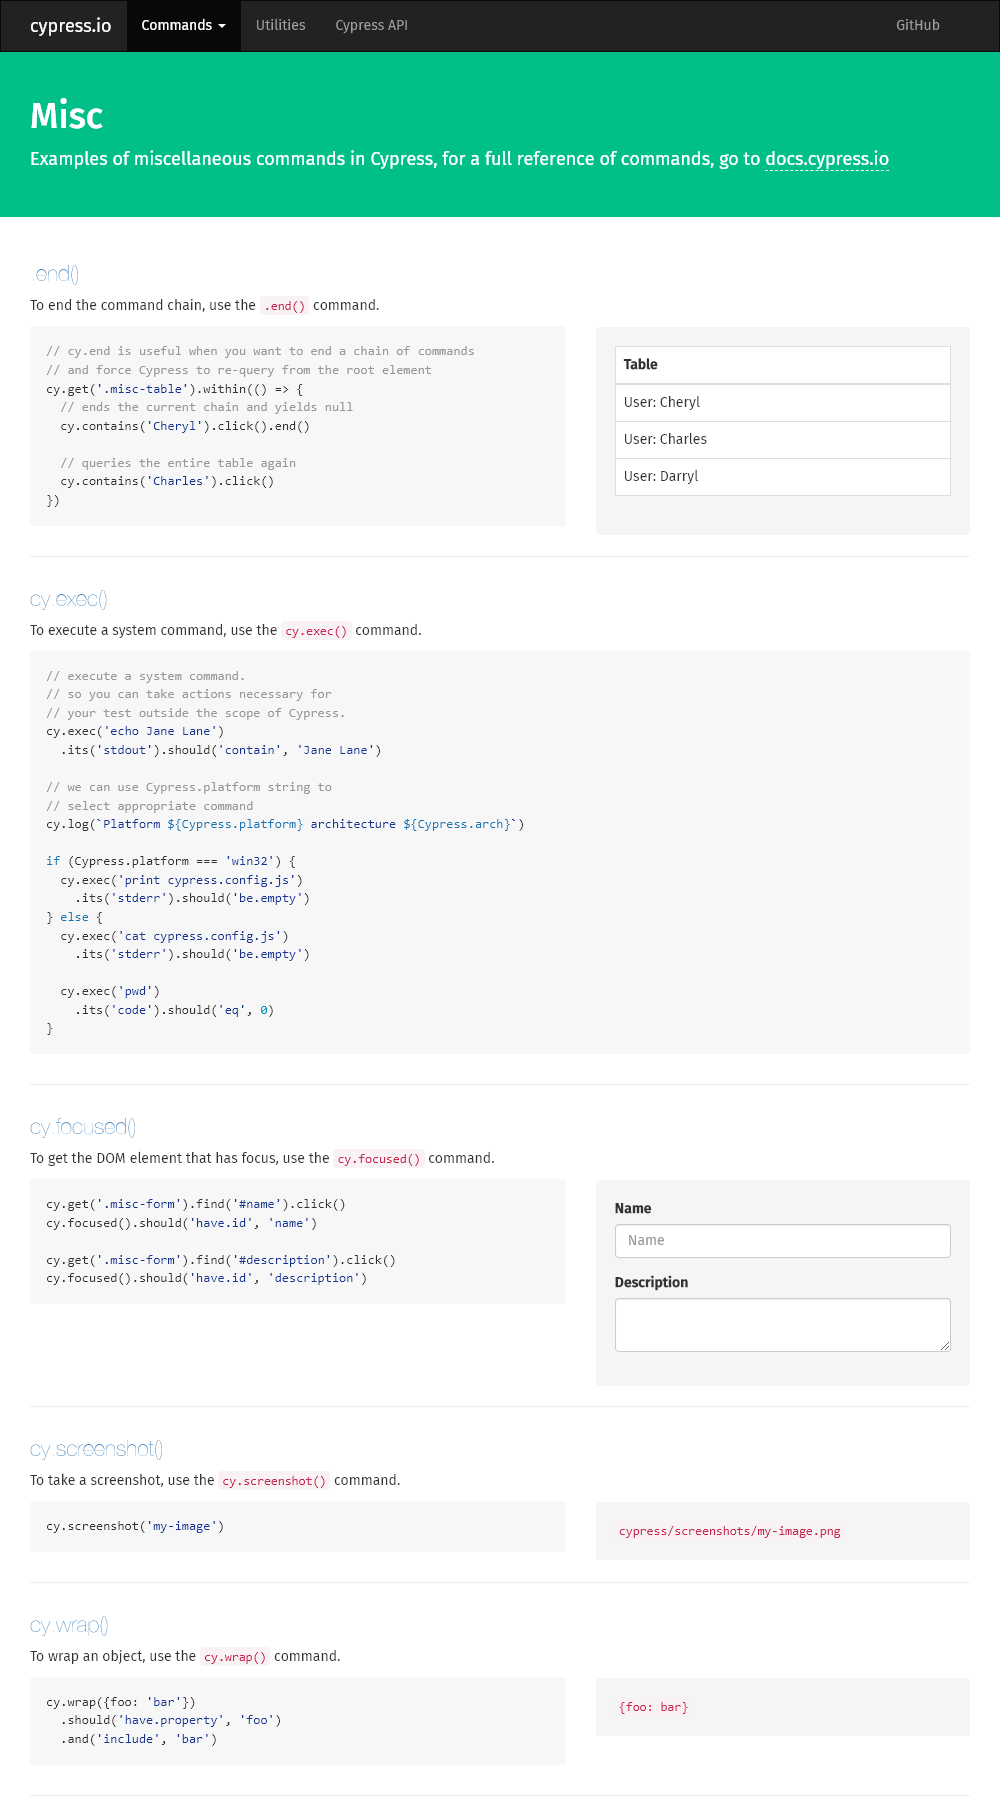 cypress.io Commands Utilities Cypress API GitHub
Misc
Examples of miscellaneous commands in Cypress, for a full reference of commands, go to docs.cypress.io
.end()
To end the command chain, use the .end() command.
// cy.end is useful when you want to end a chain of commands
// and force Cypress to re-query from the root element
cy.get('.misc-table').within(() => {
  // ends the current chain and yields null
  cy.contains('Cheryl').click().end()
  // queries the entire table again
  cy.contains('Charles').click()
})
Table
User: Cheryl
User: Charles
User: Darryl
cy.exec()
To execute a system command, use the cy.exec() command.
// execute a system command.
// so you can take actions necessary for
// your test outside the scope of Cypress.
cy.exec('echo Jane Lane')
  .its('stdout').should('contain', 'Jane Lane')
// we can use Cypress.platform string to
// select appropriate command
cy.log(`Platform ${Cypress.platform} architecture ${Cypress.arch}`)
if (Cypress.platform === 'win32') {
  cy.exec('print cypress.config.js')
    .its('stderr').should('be.empty')
} else {
  cy.exec('cat cypress.config.js')
    .its('stderr').should('be.empty')
  cy.exec('pwd')
    .its('code').should('eq', 0)
}
cy.focused()
To get the DOM element that has focus, use the cy.focused() command.
cy.get('.misc-form').find('#name').click()
cy.focused().should('have.id', 'name')
cy.get('.misc-form').find('#description').click()
cy.focused().should('have.id', 'description')
Name
Name
Description
cy.screenshot()
To take a screenshot, use the cy.screenshot() command.
cy.screenshot('my-image')
cypress/screenshots/my-image.png
cy.wrap()
To wrap an object, use the cy.wrap() command.
cy.wrap({foo: 'bar'})
  .should('have.property', 'foo')
  .and('include', 'bar')
{foo: bar}